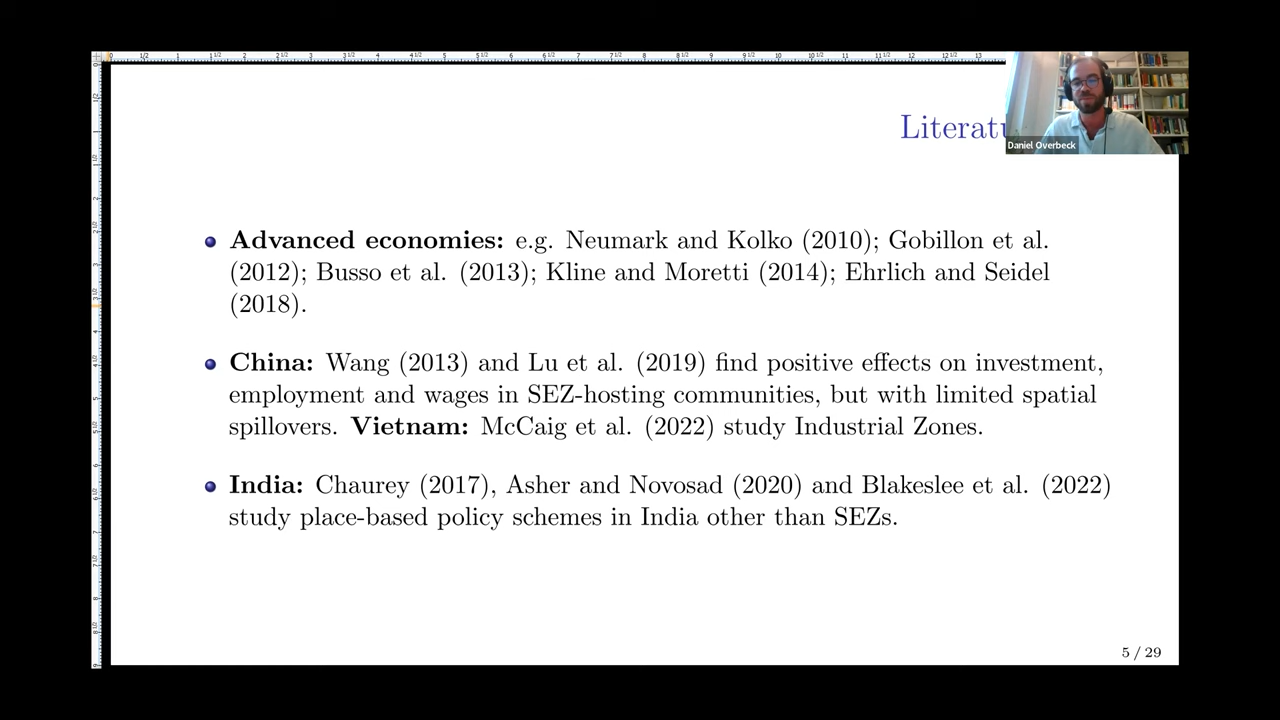 Literatu
Daniel Overbeck
Advanced economies: e.g. Neumark and Kolko (2010); Gobillon et al.
(2012); Busso et al. (2013); Kline and Moretti (2014); Ehrlich and Seidel
(2018).
China: Wang (2013) and Lu et al. (2019) find positive effects on investment,
employment and wages in SEZ-hosting communities, but with limited spatial
spillovers. Vietnam: McCaig et al. (2022) study Industrial Zones.
India: Chaurey (2017), Asher and Novosad (2020) and Blakeslee et al. (2022)
study place-based policy schemes in India other than SEZs.
5 / 29